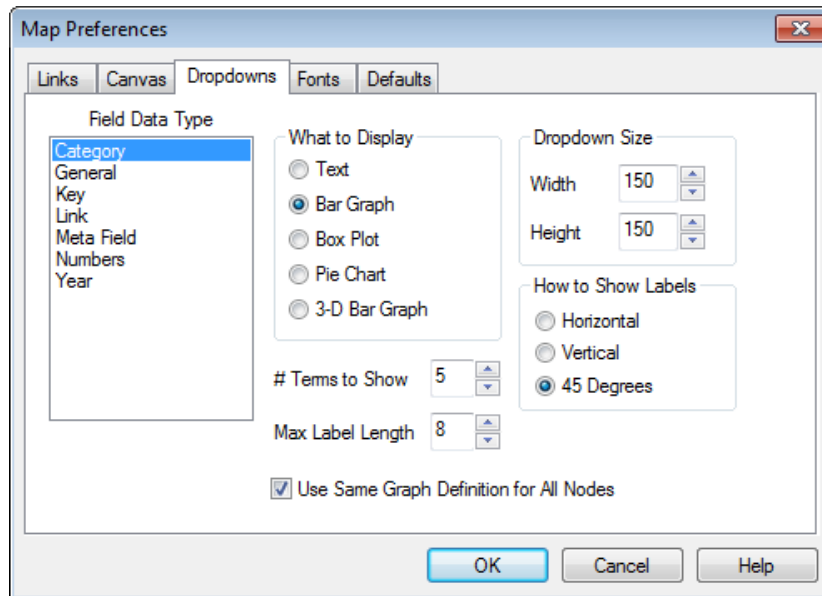 Map Preferences
Links
Canvas
Dropdowns
Fonts
Defaults
Field Data Type
Category
General
Key
Link
Meta Field
Numbers
Year
What to Display
Text
Bar Graph
Box Plot
Pie Chart
3-D Bar Graph
# Terms to Show 5
Max Label Length 8
Dropdown Size
Width 150
Height 150
How to Show Labels
Horizontal
Vertical
45 Degrees
Use Same Graph Definition for All Nodes
OK
Cancel
Help